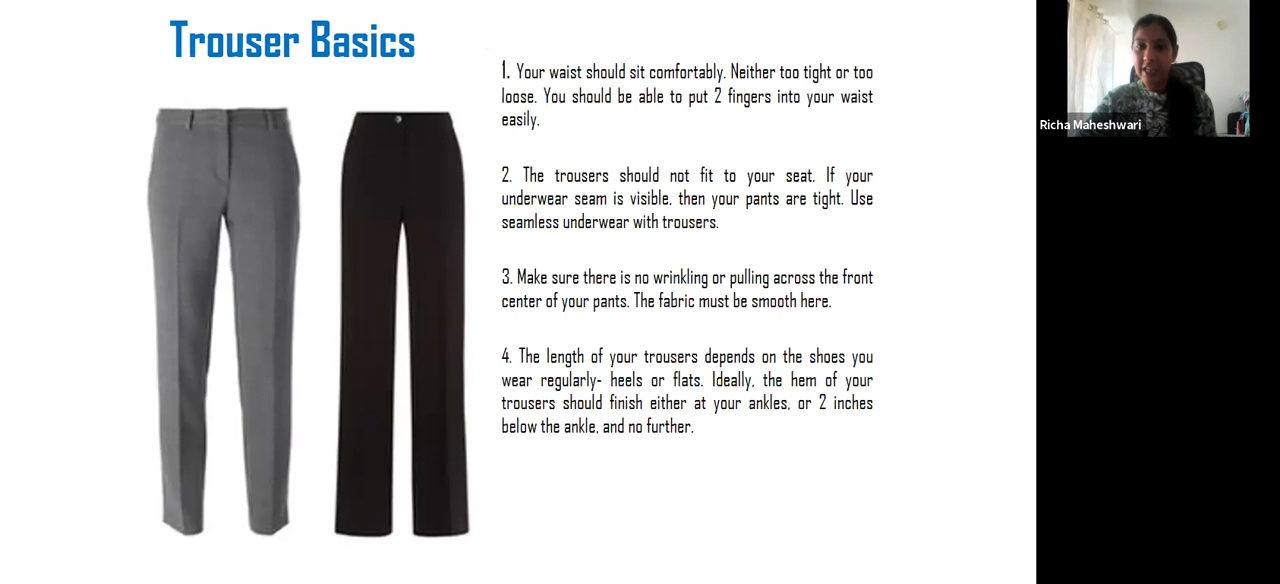 Trouser Basics
1. Your waist should sit comfortably. Neither too tight or too
loose. You should be able to put 2 fingers into your waist
easily.
2. The trousers should not fit to your seat. If your
underwear seam is visible, then your pants are tight. Use
seamless underwear with trousers.
3. Make sure there is no wrinkling or pulling across the front
center of your pants. The fabric must be smooth here.
4. The length of your trousers depends on the shoes you
wear regularly- heels or flats. Ideally, the hem of your
trousers should finish either at your ankles, or 2 inches
below the ankle, and no further.
Richa Maheshwari